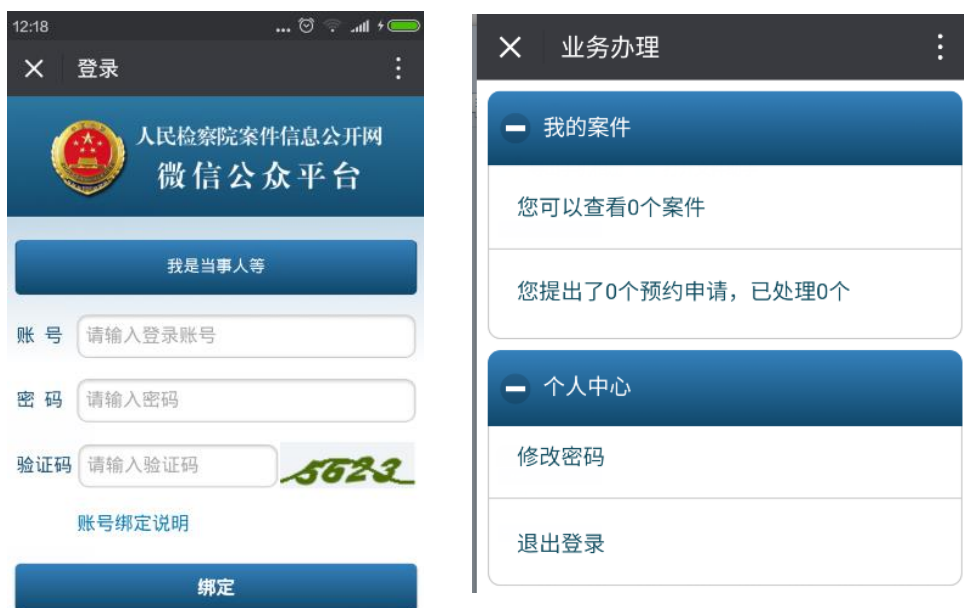 12:18
登录
人民检察院案件信息公开网
微信公众平台
我是当事人等
账 号 请输入登录账号
密 码 请输入密码
验证码 请输入验证码 5523
账号绑定说明
绑定
业务办理
我的案件
您可以查看0个案件
您提出了0个预约申请，已处理0个
个人中心
修改密码
退出登录